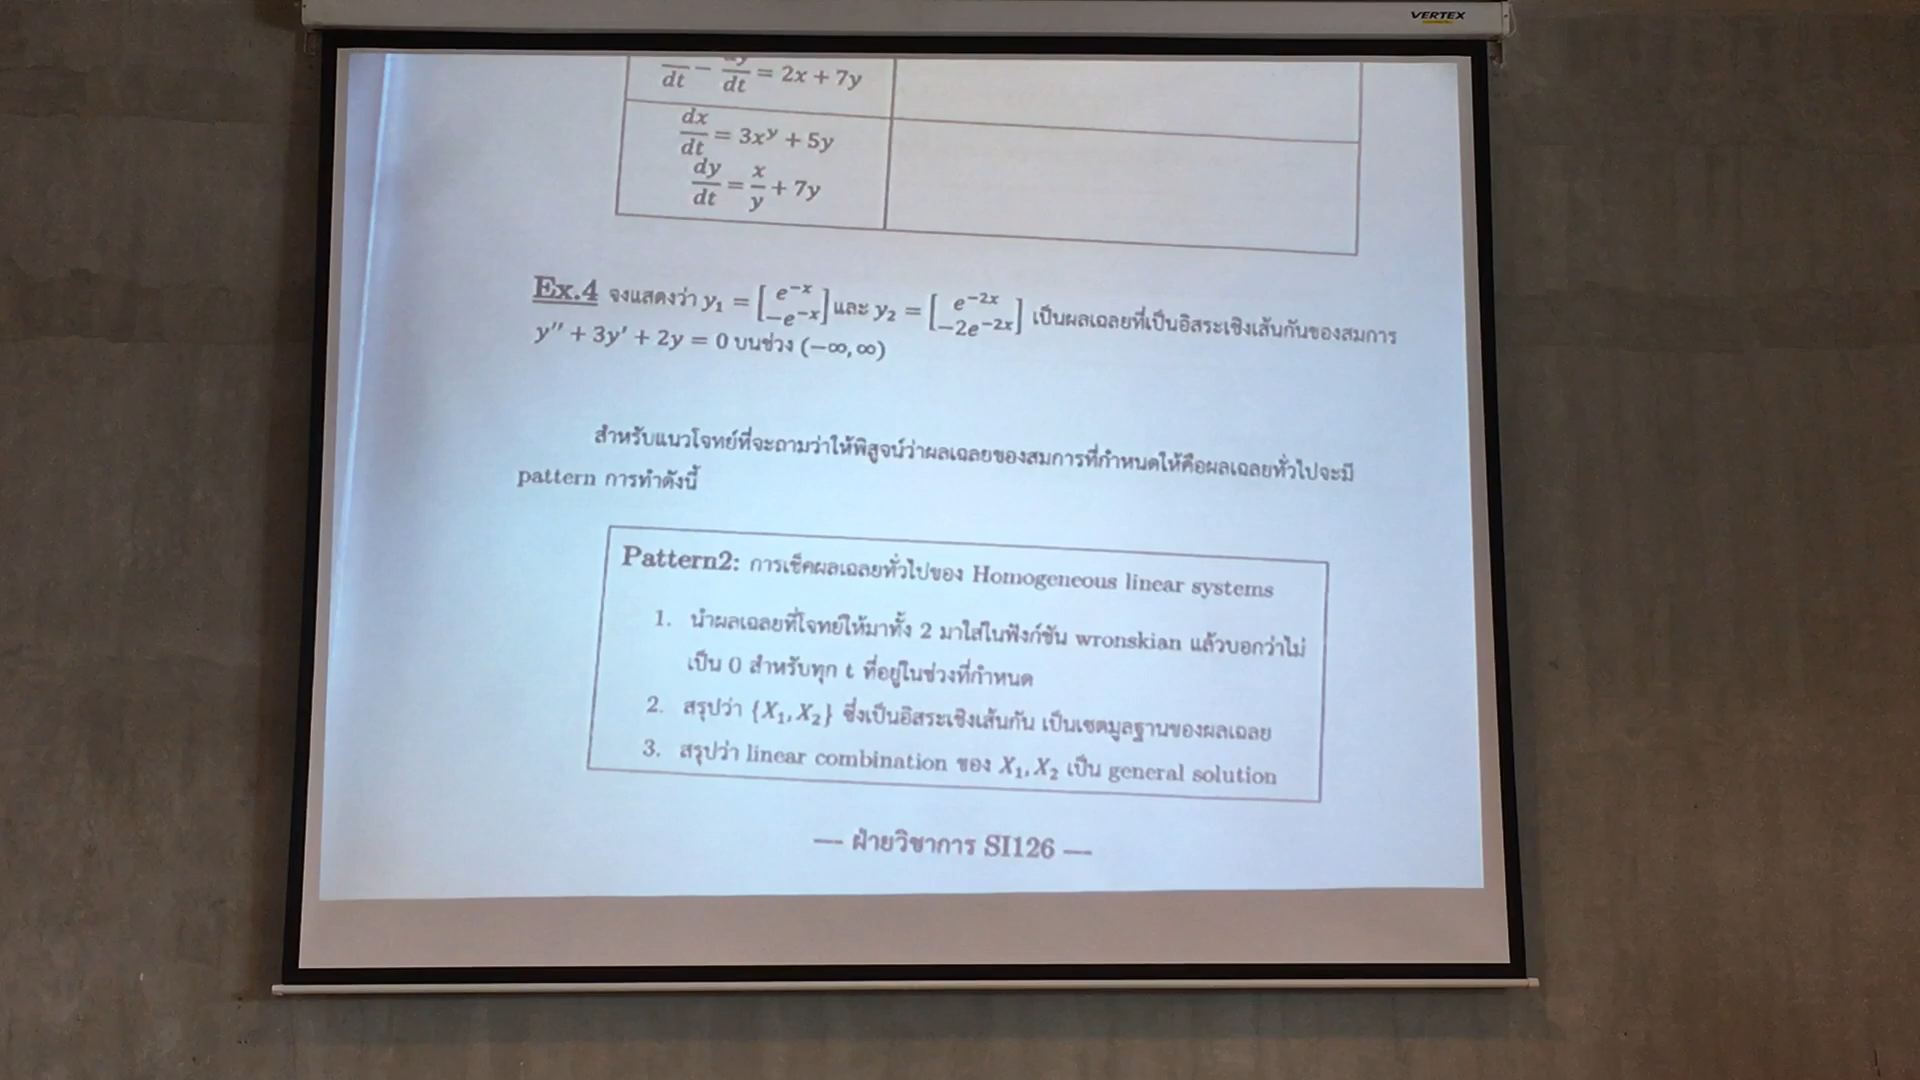 VERTEX
dt − dy/dt = 2x + 7y
dx/dt = 3x^y + 5y
dy/dt = x/y + 7y
Ex.4 จงแสดงว่า y₁ = [e^{-x} ; −e^{-x}] และ y₂ = [e^{-2x} ; −2e^{-2x}] เป็นผลเฉลยที่เป็นอิสระเชิงเส้นกันของสมการ
y'' + 3y' + 2y = 0 บนช่วง (−∞, ∞)
สำหรับแนวโจทย์ที่จะถามว่าให้พิสูจน์ว่าผลเฉลยของสมการที่กำหนดให้คือผลเฉลยทั่วไปจะมี
pattern การทำดังนี้
Pattern2: การเช็คผลเฉลยทั่วไปของ Homogeneous linear systems
1. นำผลเฉลยที่โจทย์ให้มาทั้ง 2 มาใส่ในฟังก์ชัน wronskian แล้วบอกว่าไม่
เป็น 0 สำหรับทุก t ที่อยู่ในช่วงที่กำหนด
2. สรุปว่า {X₁, X₂} ซึ่งเป็นอิสระเชิงเส้นกัน เป็นเซตมูลฐานของผลเฉลย
3. สรุปว่า linear combination ของ X₁, X₂ เป็น general solution
— ฝ่ายวิชาการ SI126 —